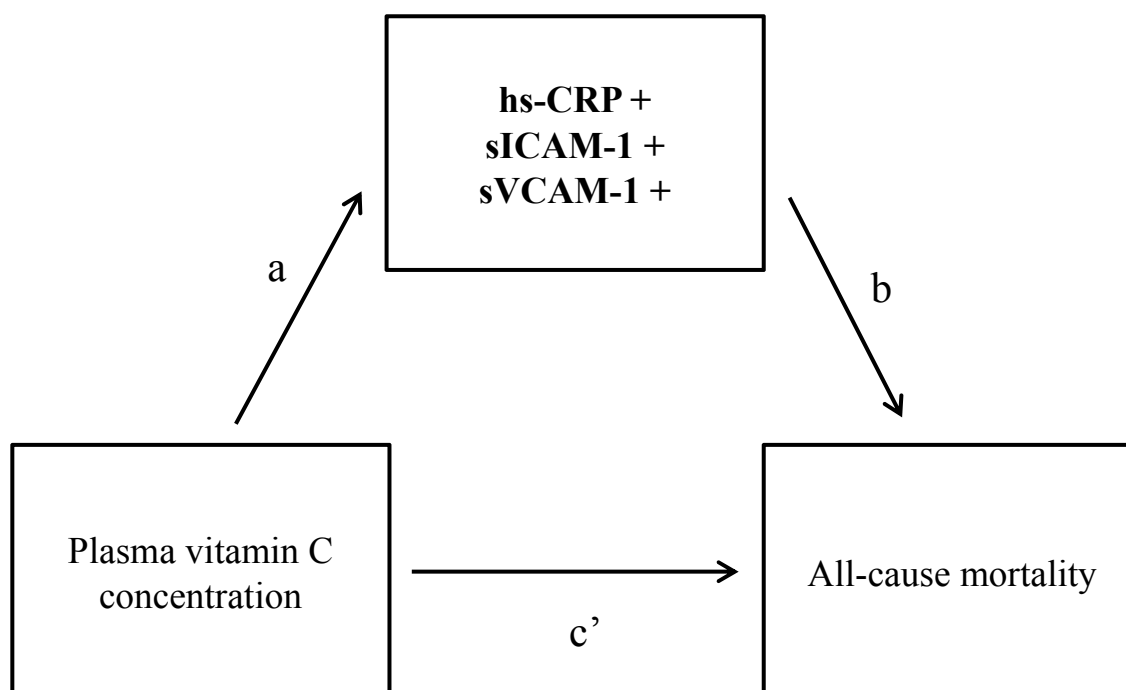 hs-CRP +
sICAM-1 +
sVCAM-1 +
a
b
Plasma vitamin C
concentration
All-cause mortality
c’